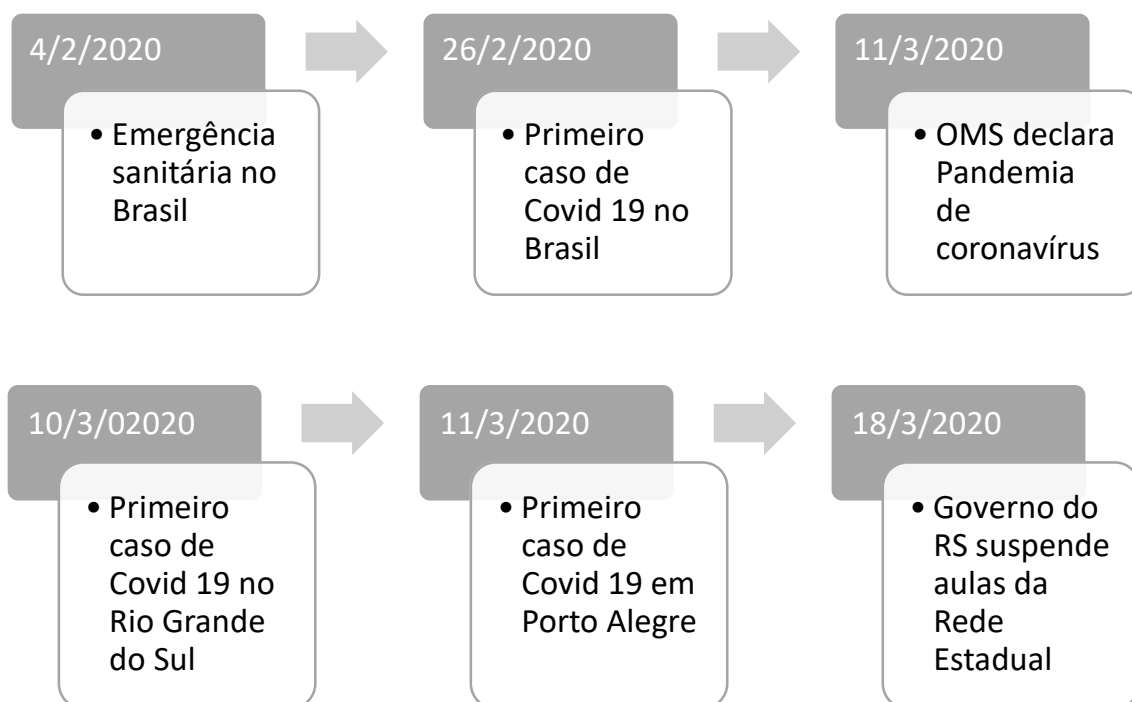 4/2/2020
• Emergência
sanitária no
Brasil
26/2/2020
• Primeiro
caso de
Covid 19 no
Brasil
11/3/2020
• OMS declara
Pandemia
de
coronavírus
10/3/02020
• Primeiro
caso de
Covid 19 no
Rio Grande
do Sul
11/3/2020
• Primeiro
caso de
Covid 19 em
Porto Alegre
18/3/2020
• Governo do
RS suspende
aulas da
Rede
Estadual